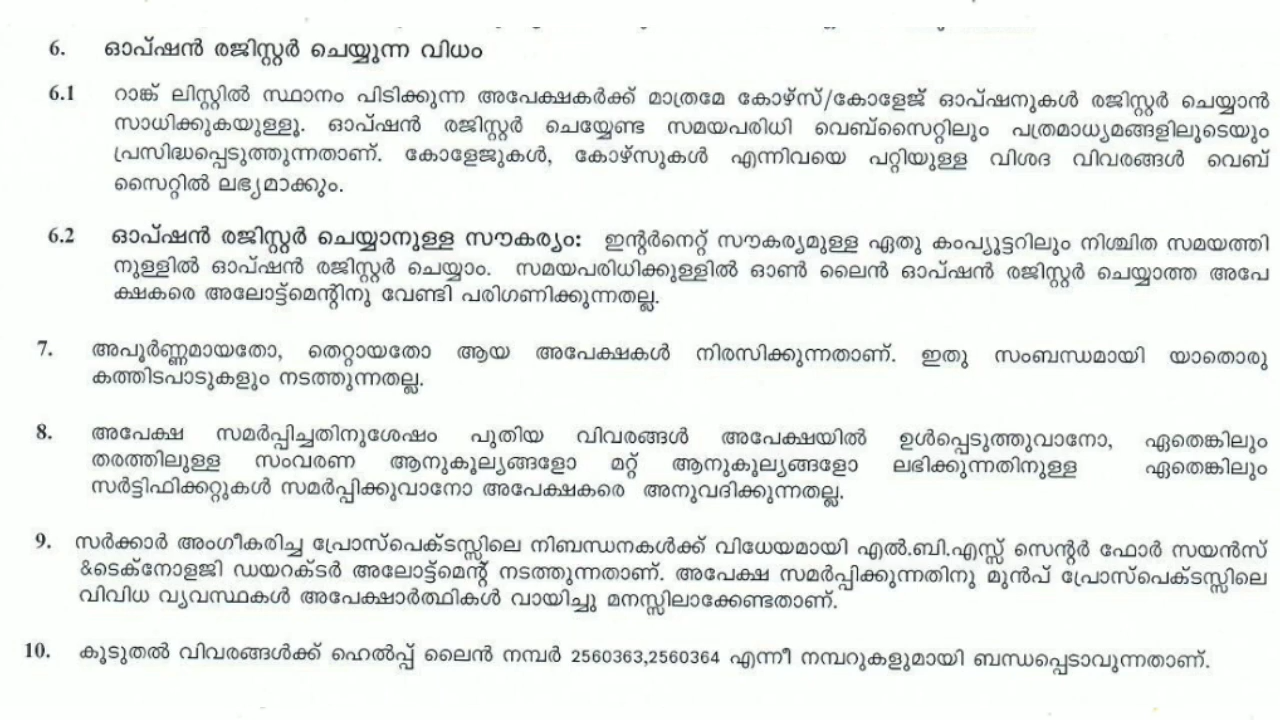 6. ഓപ്ഷൻ രജിസ്റ്റർ ചെയ്യുന്ന വിധം
6.1 റാങ്ക് ലിസ്റ്റിൽ സ്ഥാനം പിടിക്കുന്ന അപേക്ഷകർക്ക് മാത്രമേ കോഴ്സ്/കോളേജ് ഓപ്ഷനുകൾ രജിസ്റ്റർ ചെയ്യാൻ
സാധിക്കുകയുള്ളൂ. ഓപ്ഷൻ രജിസ്റ്റർ ചെയ്യേണ്ട സമയപരിധി വെബ്സൈറ്റിലും പത്രമാധ്യമങ്ങളിലൂടെയും
പ്രസിദ്ധപ്പെടുത്തുന്നതാണ്. കോളേജുകൾ, കോഴ്സുകൾ എന്നിവയെ പറ്റിയുള്ള വിശദ വിവരങ്ങൾ വെബ്
സൈറ്റിൽ ലഭ്യമാക്കും.
6.2 ഓപ്ഷൻ രജിസ്റ്റർ ചെയ്യാനുള്ള സൗകര്യം: ഇന്റർനെറ്റ് സൗകര്യമുള്ള ഏതു കംപ്യൂട്ടറിലും നിശ്ചിത സമയത്തി
നുള്ളിൽ ഓപ്ഷൻ രജിസ്റ്റർ ചെയ്യാം. സമയപരിധിക്കുള്ളിൽ ഓൺ ലൈൻ ഓപ്ഷൻ രജിസ്റ്റർ ചെയ്യാത്ത അപേ
ക്ഷകരെ അലോട്ട്മെന്റിനു വേണ്ടി പരിഗണിക്കുന്നതല്ല.
7. അപൂർണ്ണമായതോ, തെറ്റായതോ ആയ അപേക്ഷകൾ നിരസിക്കുന്നതാണ്. ഇതു സംബന്ധമായി യാതൊരു
കത്തിടപാടുകളും നടത്തുന്നതല്ല.
8. അപേക്ഷ സമർപ്പിച്ചതിനുശേഷം പുതിയ വിവരങ്ങൾ അപേക്ഷയിൽ ഉൾപ്പെടുത്തുവാനോ, ഏതെങ്കിലും
തരത്തിലുള്ള സംവരണ ആനുകൂല്യങ്ങളോ മറ്റ് ആനുകൂല്യങ്ങളോ ലഭിക്കുന്നതിനുള്ള ഏതെങ്കിലും
സർട്ടിഫിക്കറ്റുകൾ സമർപ്പിക്കുവാനോ അപേക്ഷകരെ അനുവദിക്കുന്നതല്ല.
9. സർക്കാർ അംഗീകരിച്ച പ്രോസ്പെക്ടസ്സിലെ നിബന്ധനകൾക്ക് വിധേയമായി എൽ.ബി.എസ്സ് സെന്റർ ഫോർ സയൻസ്
&ടെക്നോളജി ഡയറക്ടർ അലോട്ട്മെന്റ് നടത്തുന്നതാണ്. അപേക്ഷ സമർപ്പിക്കുന്നതിനു മുൻപ് പ്രോസ്പെക്ടസ്സിലെ
വിവിധ വ്യവസ്ഥകൾ അപേക്ഷാർത്ഥികൾ വായിച്ചു മനസ്സിലാക്കേണ്ടതാണ്.
10. കൂടുതൽ വിവരങ്ങൾക്ക് ഹെൽപ്പ് ലൈൻ നമ്പർ 2560363,2560364 എന്നീ നമ്പറുകളുമായി ബന്ധപ്പെടാവുന്നതാണ്.